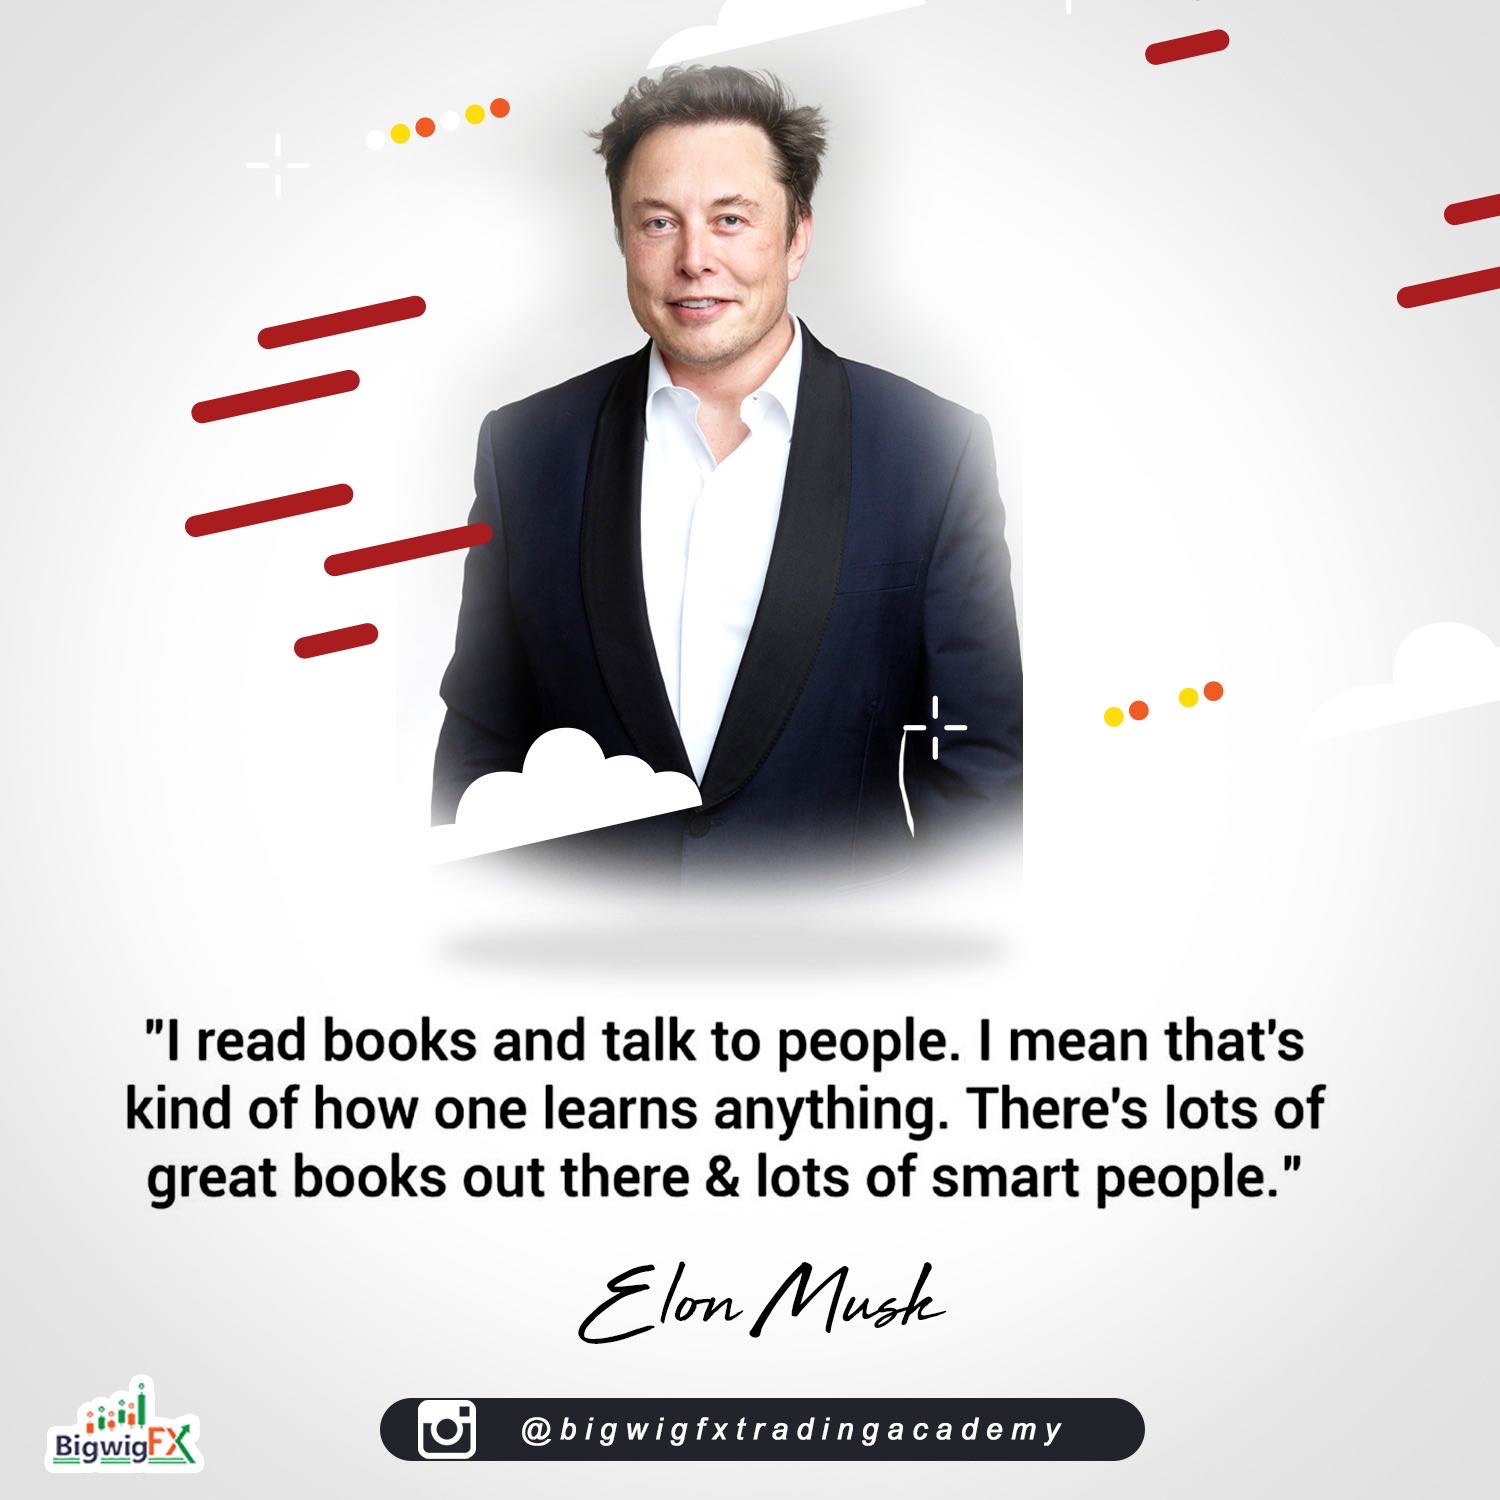 "I read books and talk to people. I mean that's
kind of how one learns anything. There's lots of
great books out there & lots of smart people."
Elon Musk
BigwigFX
@bigwigfxtradingacademy